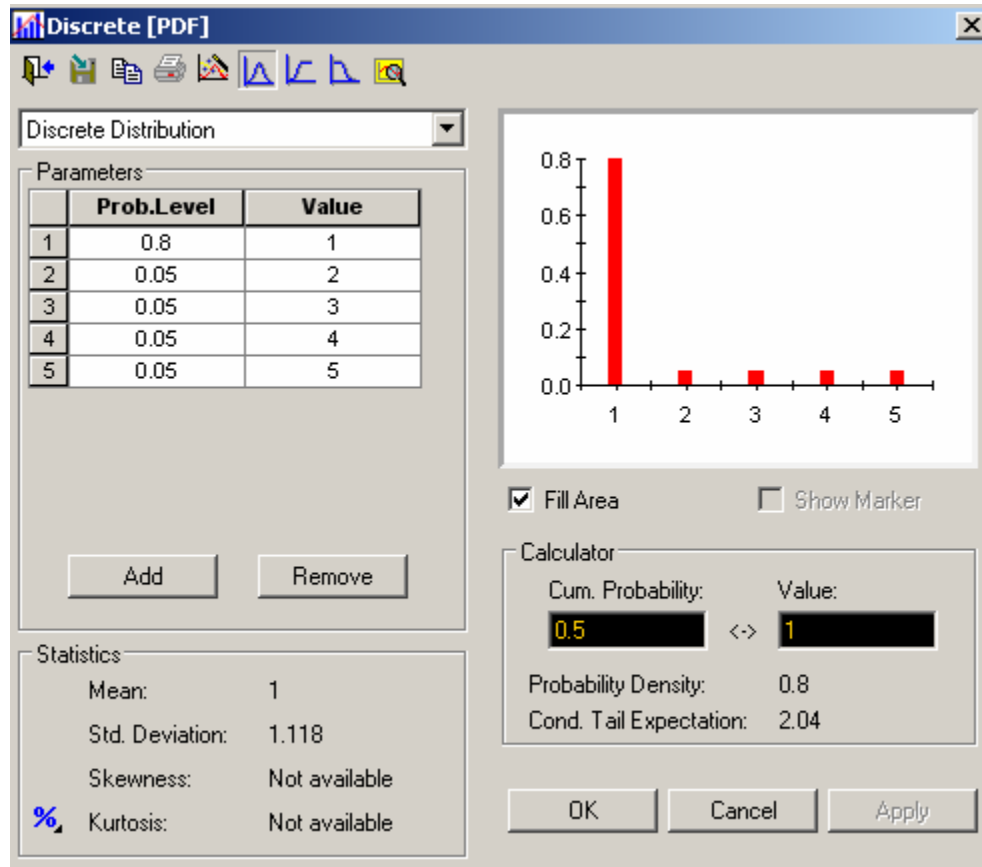 Discrete [PDF]
Discrete Distribution
Parameters
Prob.Level Value
1 0.8 1
2 0.05 2
3 0.05 3
4 0.05 4
5 0.05 5
Add Remove
Statistics
Mean: 1
Std. Deviation: 1.118
Skewness: Not available
%
Kurtosis: Not available
0.8
0.6
0.4
0.2
0.0
1 2 3 4 5
Fill Area Show Marker
Calculator
Cum. Probability: Value:
0.5 <-> 1
Probability Density: 0.8
Cond. Tail Expectation: 2.04
OK Cancel Apply